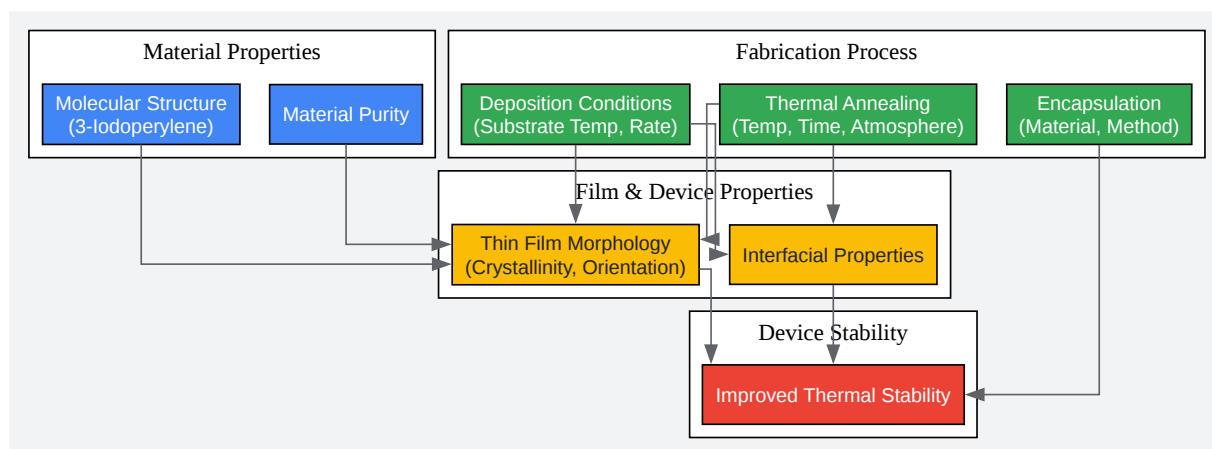 Material Properties
Molecular Structure
(3-Iodoperylene)
Material Purity
Fabrication Process
Deposition Conditions
(Substrate Temp, Rate)
Thermal Annealing
(Temp, Time, Atmosphere)
Encapsulation
(Material, Method)
Film & Device Properties
Thin Film Morphology
(Crystallinity, Orientation)
Interfacial Properties
Device Stability
Improved Thermal Stability